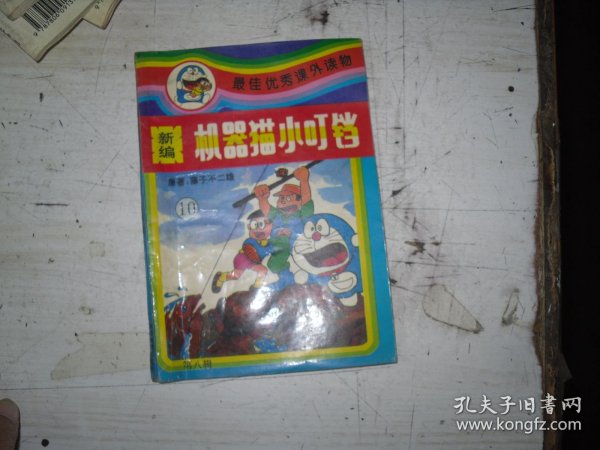 最佳优秀课外读物
新编
机器猫小叮铛
原著:藤子不二雄
10
第八辑
孔夫子旧书网
www.kongfz.com